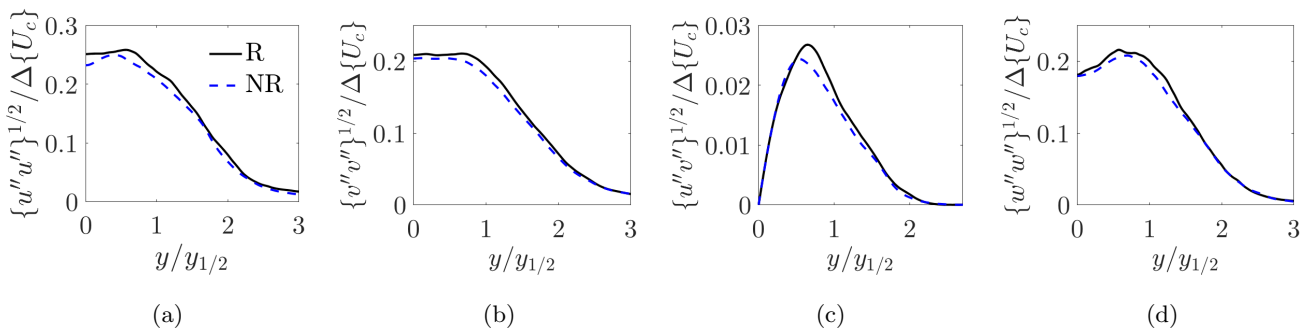 {u''u''}^{1/2}/Δ{U_c}
0.3
0.2
0.1
0
0 1 2 3
y/y_{1/2}
R
NR
(a)
{v''v''}^{1/2}/Δ{U_c}
0.2
0.1
0
0 1 2 3
y/y_{1/2}
(b)
{u''v''}^{1/2}/Δ{U_c}
0.03
0.02
0.01
0
0 1 2
y/y_{1/2}
(c)
{w''w''}^{1/2}/Δ{U_c}
0.2
0.1
0
0 1 2 3
y/y_{1/2}
(d)